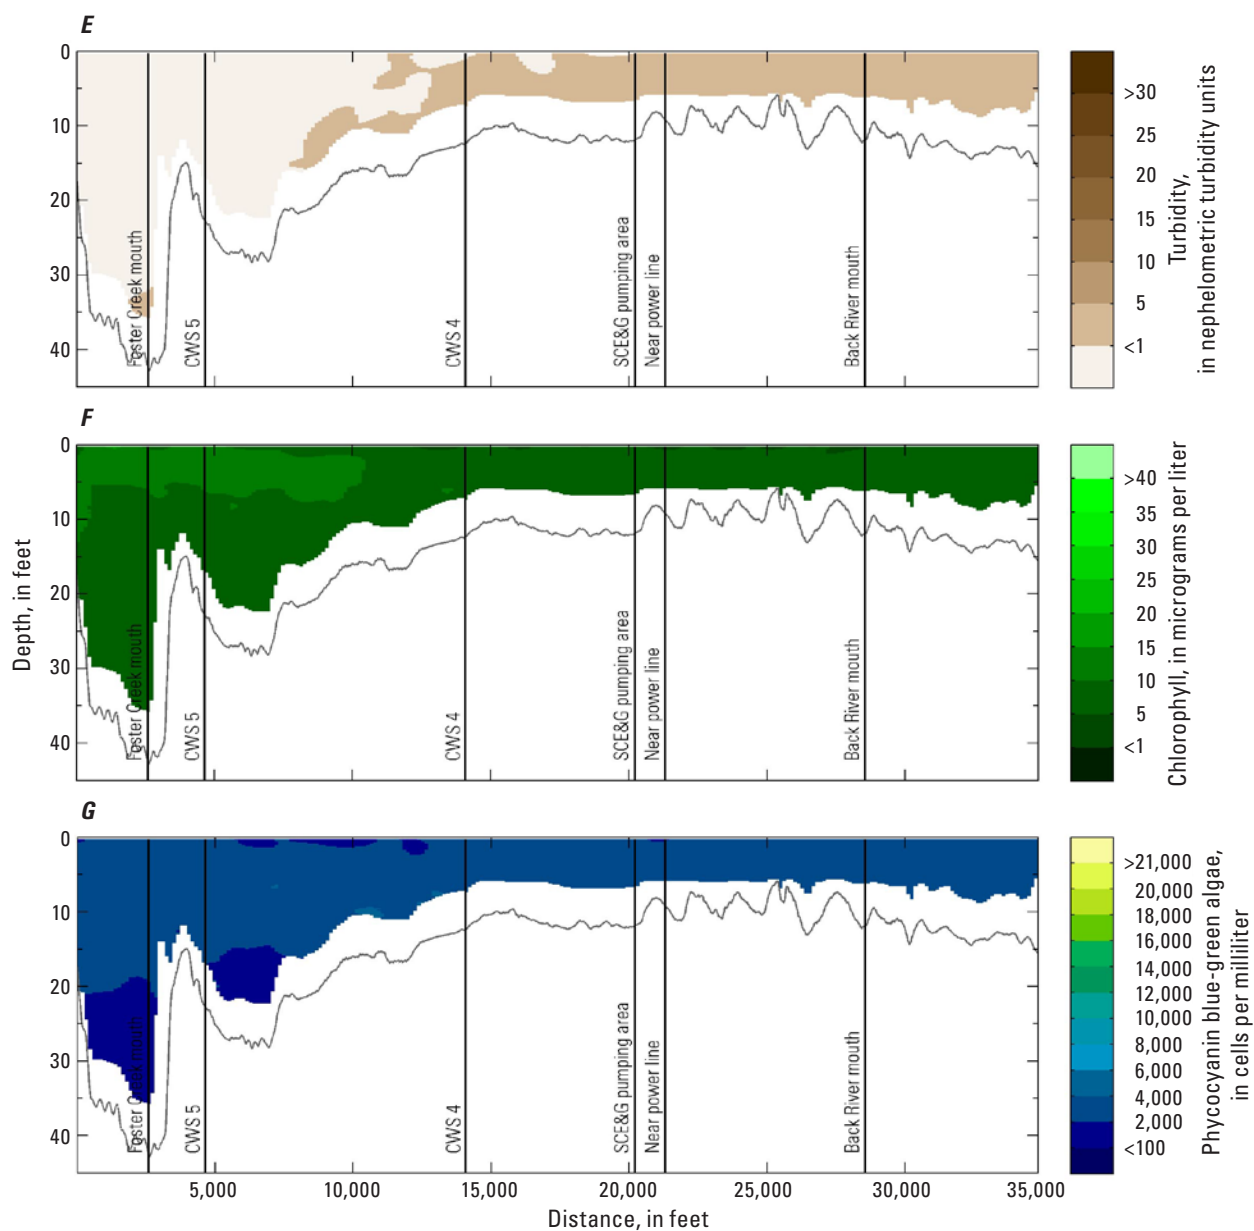 E
0
10
20
30
40
Foster Creek mouth
CWS 5
CWS 4
SCE&G pumping area
Near power line
Back River mouth
>30
25
20
15
10
5
<1
Turbidity,
in nephelometric turbidity units
F
Depth, in feet
0
10
20
30
40
Foster Creek mouth
CWS 5
CWS 4
SCE&G pumping area
Near power line
Back River mouth
>40
35
30
25
20
15
10
5
<1
Chlorophyll, in micrograms per liter
G
0
10
20
30
40
Foster Creek mouth
CWS 5
CWS 4
SCE&G pumping area
Near power line
Back River mouth
>21,000
20,000
18,000
16,000
14,000
12,000
10,000
8,000
6,000
4,000
2,000
<100
Phycocyanin blue-green algae,
in cells per milliliter
5,000 10,000 15,000 20,000 25,000 30,000 35,000
Distance, in feet